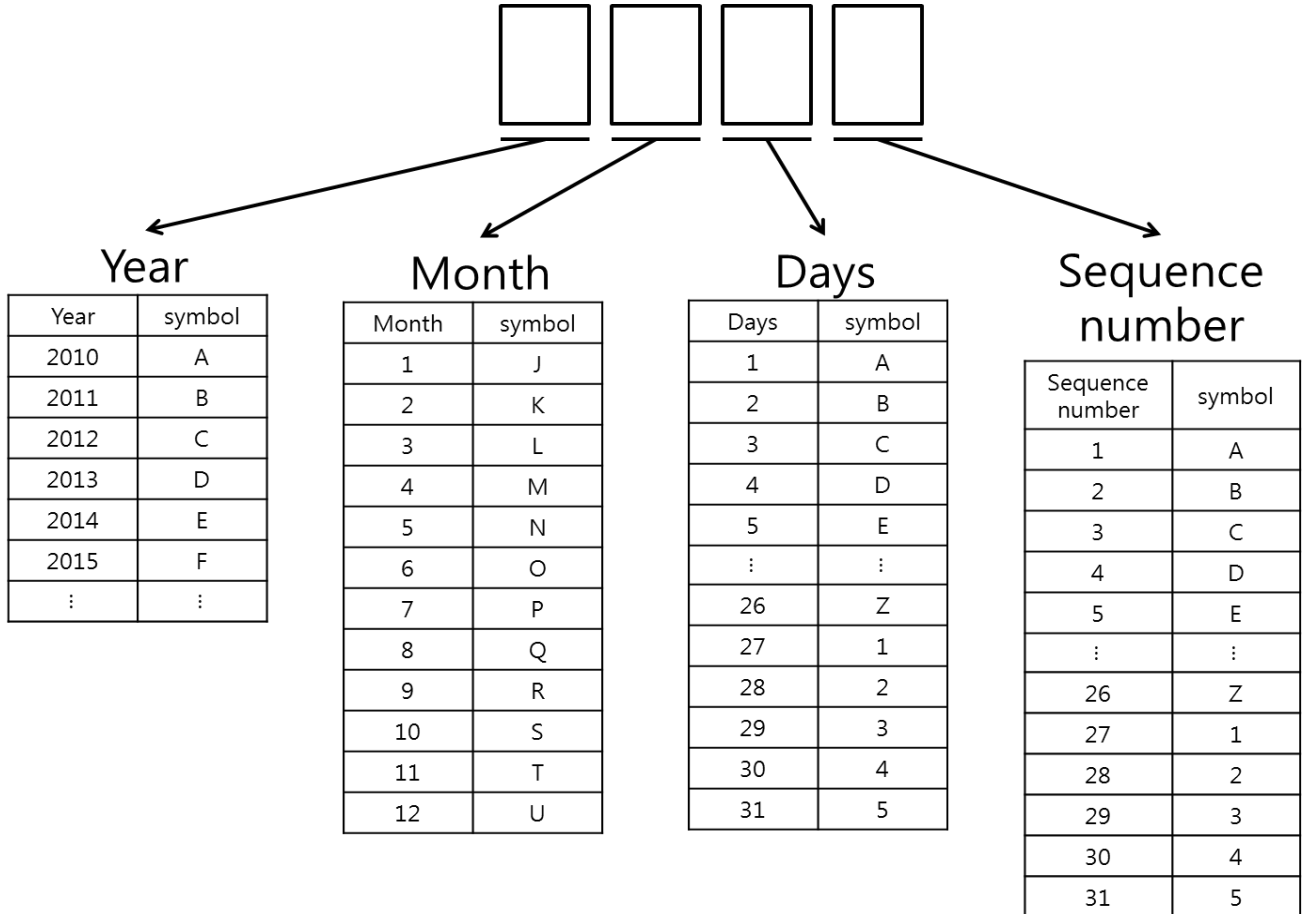 Year
Year symbol
2010 A
2011 B
2012 C
2013 D
2014 E
2015 F
⋮ ⋮
Month
Month symbol
1 J
2 K
3 L
4 M
5 N
6 O
7 P
8 Q
9 R
10 S
11 T
12 U
Days
Days symbol
1 A
2 B
3 C
4 D
5 E
⋮ ⋮
26 Z
27 1
28 2
29 3
30 4
31 5
Sequence
number
Sequence
number symbol
1 A
2 B
3 C
4 D
5 E
⋮ ⋮
26 Z
27 1
28 2
29 3
30 4
31 5